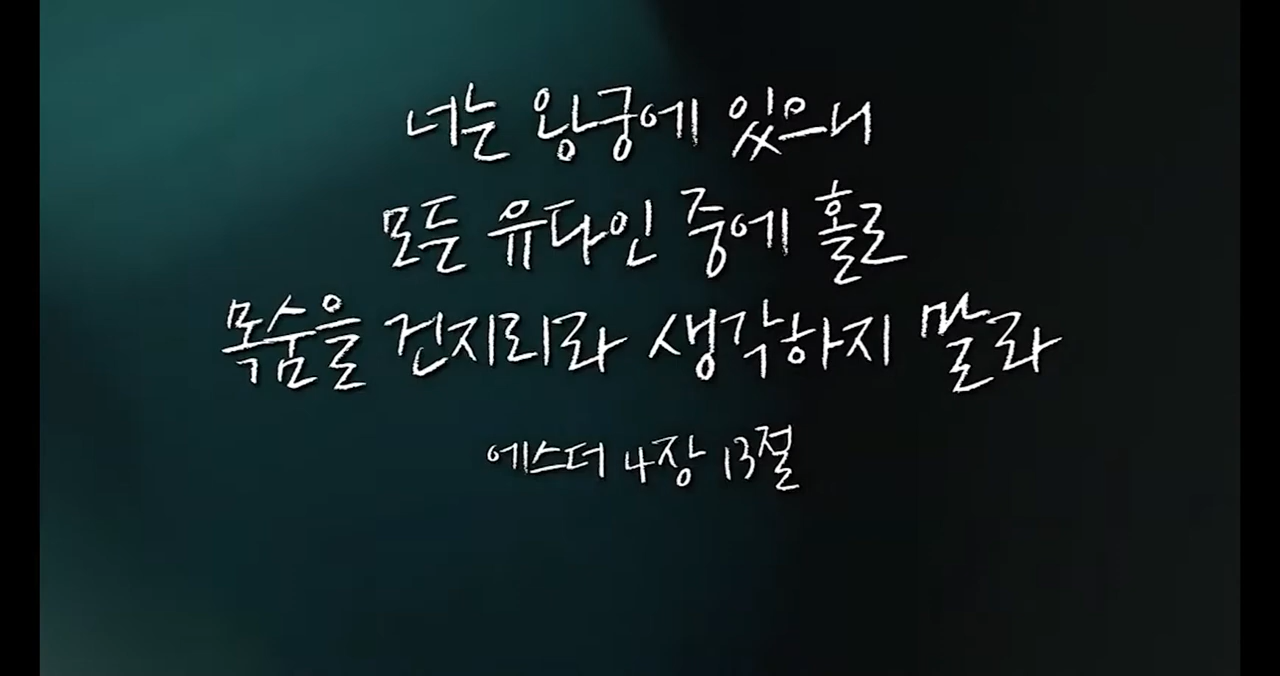 너는 왕궁에 있으니
모든 유다인 중에 홀로
목숨을 건지리라 생각하지 말라
에스더 4장 13절